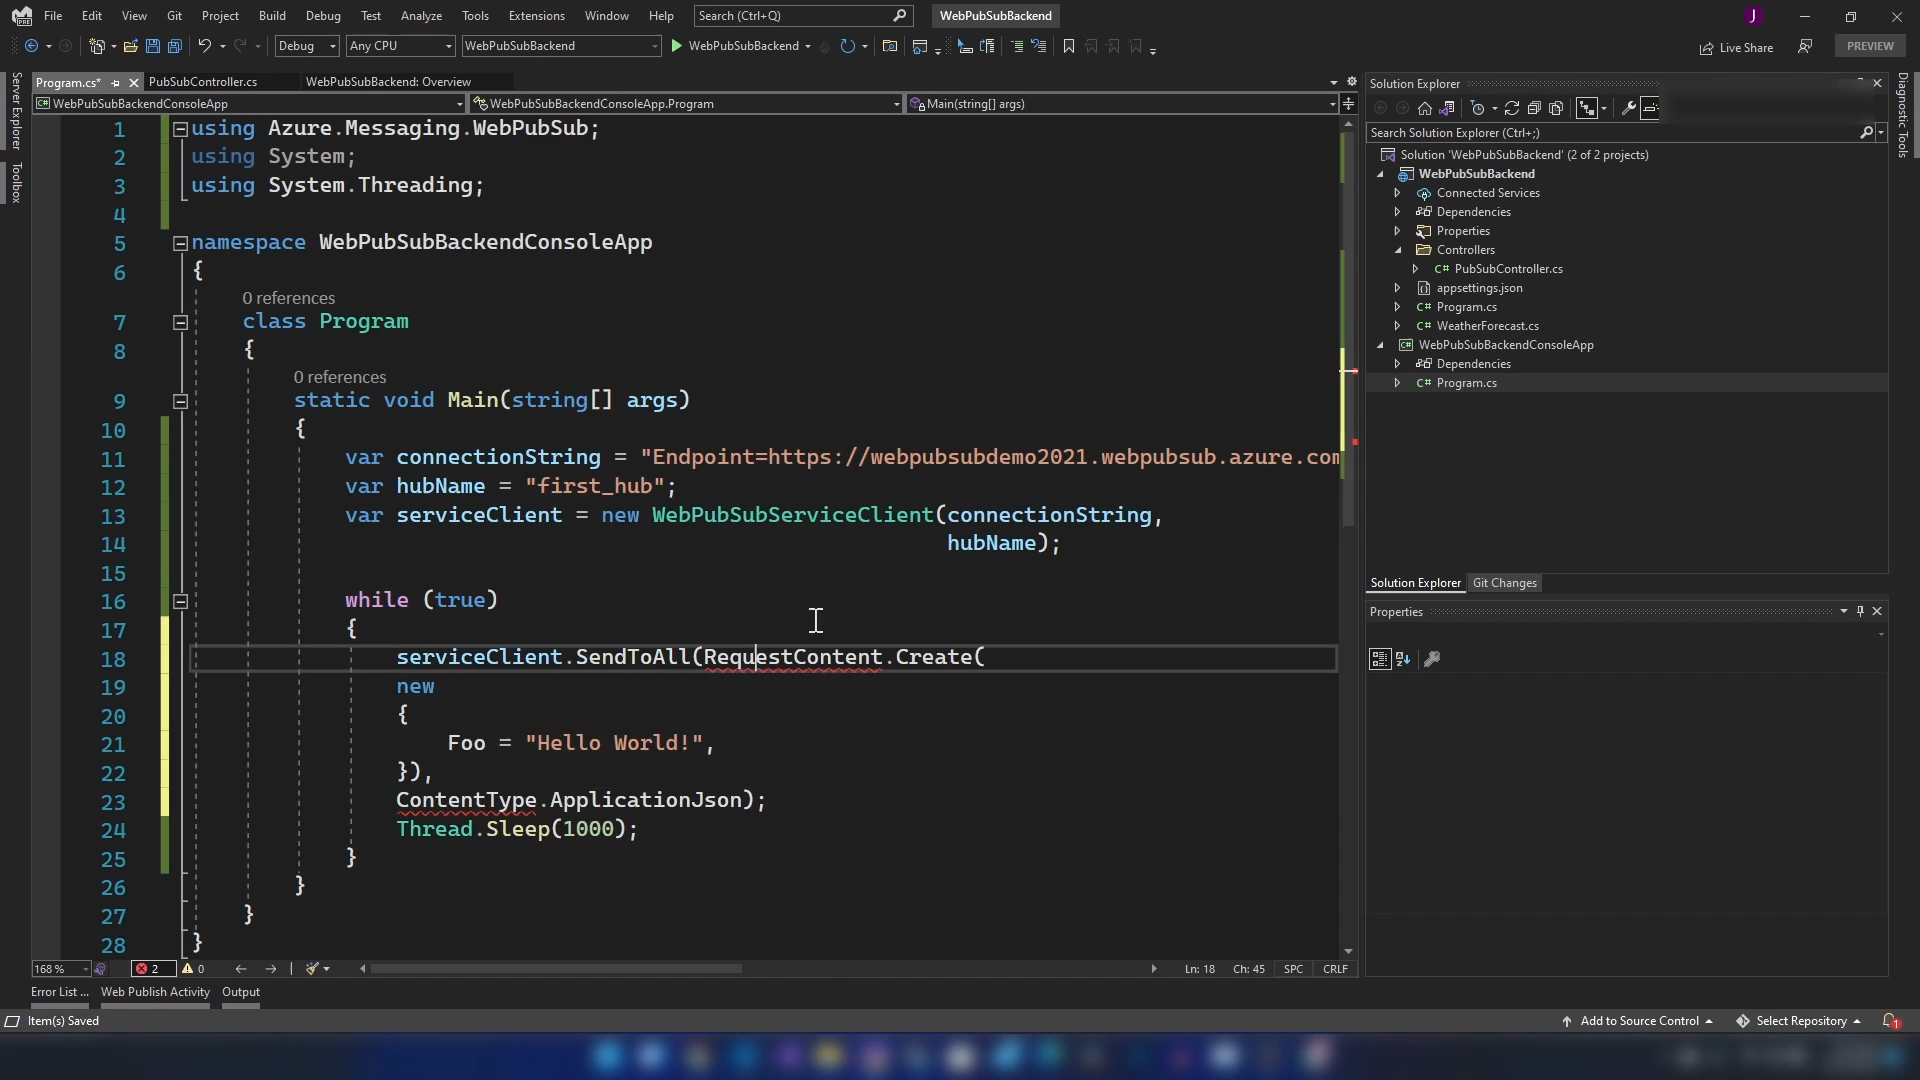 File Edit View Git Project Build Debug Test Analyze Tools Extensions Window Help Search (Ctrl+Q) WebPubSubBackend J
Debug Any CPU WebPubSubBackend WebPubSubBackend Live Share PREVIEW
Program.cs* PubSubController.cs WebPubSubBackend: Overview
WebPubSubBackendConsoleApp WebPubSubBackendConsoleApp.Program Main(string[] args)
Server Explorer
Toolbox
1 using Azure.Messaging.WebPubSub;
2 using System;
3 using System.Threading;
4
5 namespace WebPubSubBackendConsoleApp
6 {
0 references
7 class Program
8 {
0 references
9 static void Main(string[] args)
10 {
11 var connectionString = "Endpoint=https://webpubsubdemo2021.webpubsub.azure.com
12 var hubName = "first_hub";
13 var serviceClient = new WebPubSubServiceClient(connectionString,
14 hubName);
15
16 while (true)
17 {
18 serviceClient.SendToAll(RequestContent.Create(
19 new
20 {
21 Foo = "Hello World!",
22 }),
23 ContentType.ApplicationJson);
24 Thread.Sleep(1000);
25 }
26 }
27 }
28 }
168 % 2 0 Ln: 18 Ch: 45 SPC CRLF
Solution Explorer
Search Solution Explorer (Ctrl+;)
Solution 'WebPubSubBackend' (2 of 2 projects)
WebPubSubBackend
Connected Services
Dependencies
Properties
Controllers
C# PubSubController.cs
appsettings.json
C# Program.cs
C# WeatherForecast.cs
C# WebPubSubBackendConsoleApp
Dependencies
C# Program.cs
Solution Explorer Git Changes
Properties
Diagnostic Tools
Error List ... Web Publish Activity Output
Item(s) Saved Add to Source Control Select Repository 1